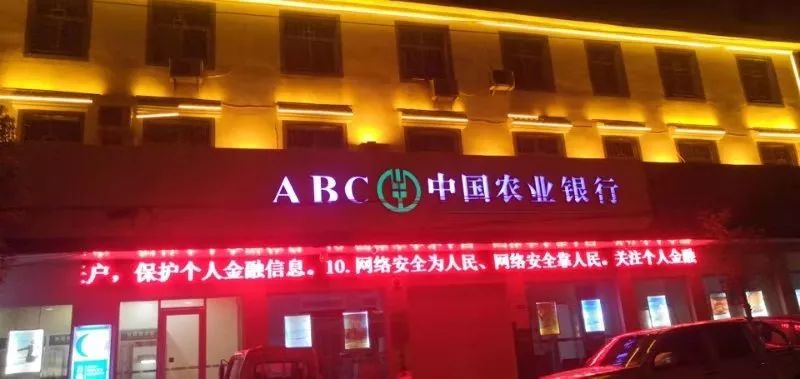 ABC 中国农业银行
户，保护个人金融信息。10.网络安全为人民、网络安全靠人民。关注个人金融